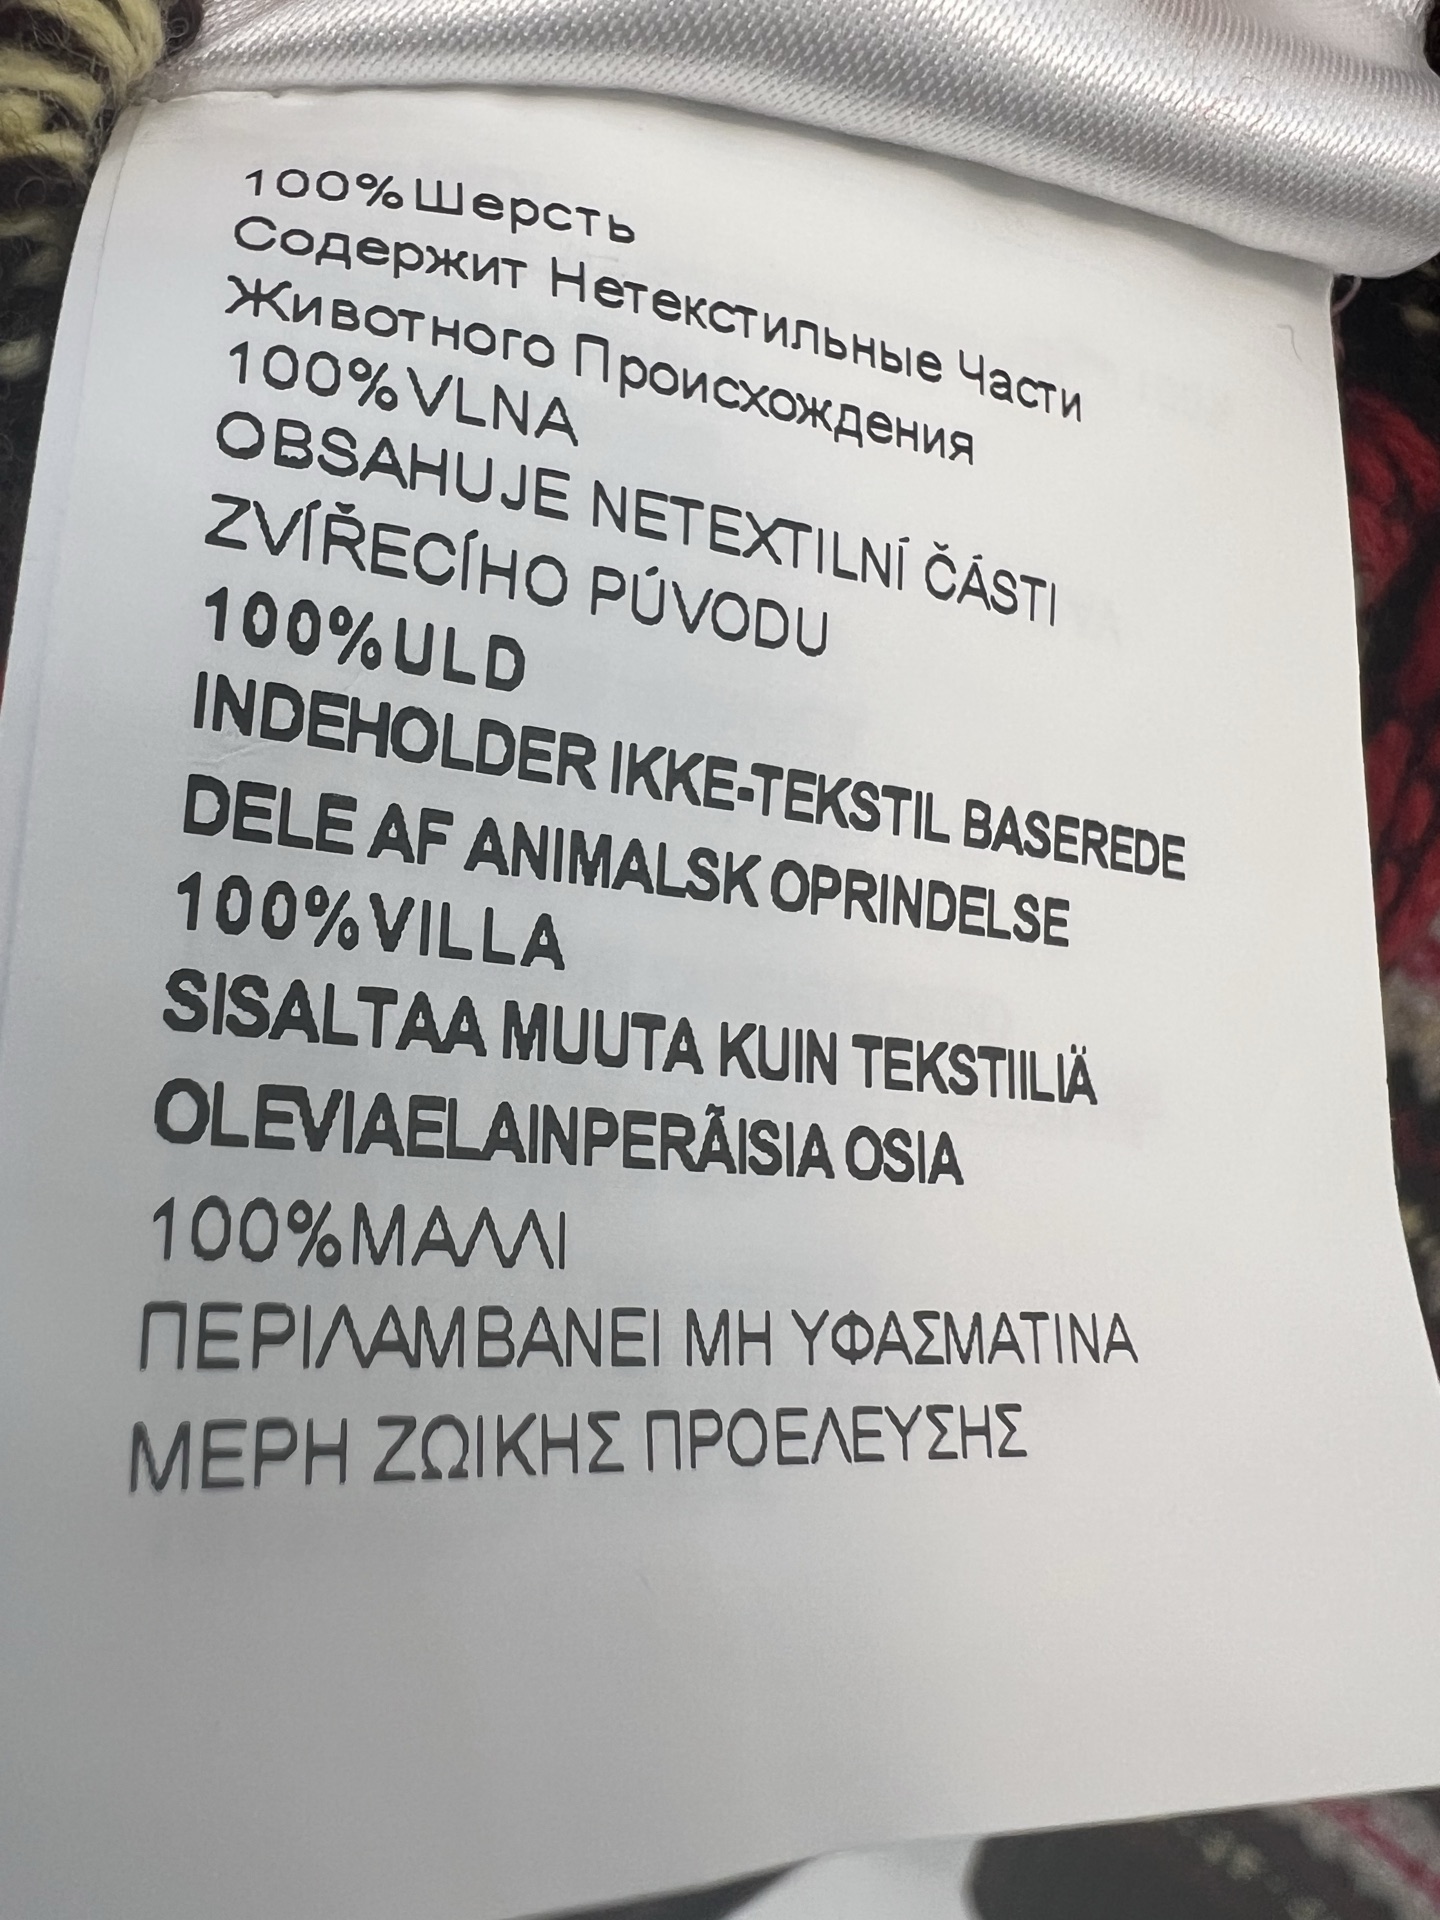 100%Шерсть
Содержит Нетекстильные Части
Животного Происхождения
100%VLNA
OBSAHUJE NETEXTILNÍ ČÁSTI
ZVÍŘECÍHO PÚVODU
100%ULD
INDEHOLDER IKKE-TEKSTIL BASEREDE
DELE AF ANIMALSK OPRINDELSE
100%VILLA
SISALTAA MUUTA KUIN TEKSTIILIÄ
OLEVIAELAINPERÃISIA OSIA
100%ΜΑΛΛΙ
ΠΕΡΙΛΑΜΒΑΝΕΙ ΜΗ ΥΦΑΣΜΑΤΙΝΑ
ΜΕΡΗ ΖΩΙΚΗΣ ΠΡΟΕΛΕΥΣΗΣ